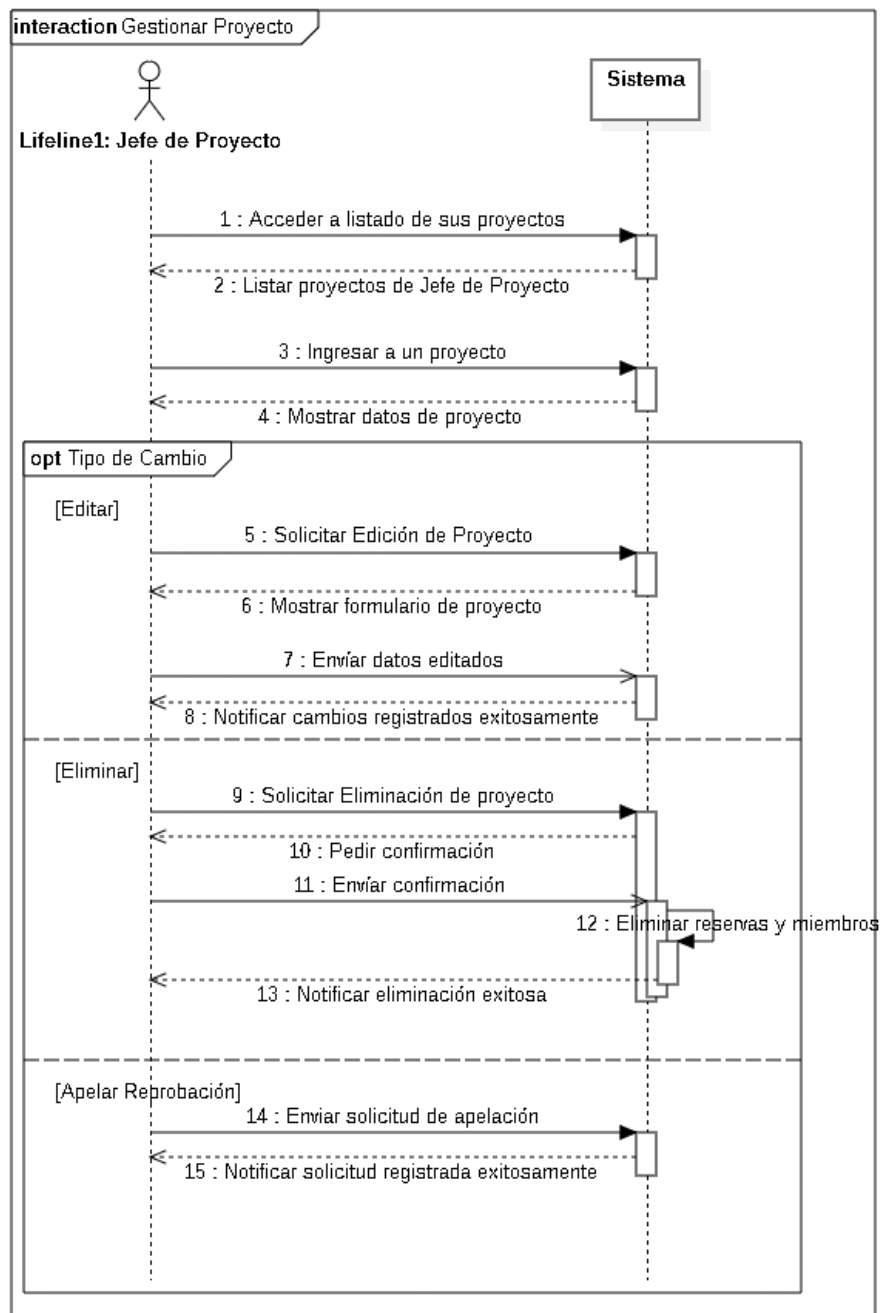 interaction Gestionar Proyecto
Sistema
Lifeline1: Jefe de Proyecto
1 : Acceder a listado de sus proyectos
2 : Listar proyectos de Jefe de Proyecto
3 : Ingresar a un proyecto
4 : Mostrar datos de proyecto
opt Tipo de Cambio
[Editar]
5 : Solicitar Edición de Proyecto
6 : Mostrar formulario de proyecto
7 : Envíar datos editados
8 : Notificar cambios registrados exitosamente
[Eliminar]
9 : Solicitar Eliminación de proyecto
10 : Pedir confirmación
11 : Envíar confirmación
12 : Eliminar reservas y miembros
13 : Notificar eliminación exitosa
[Apelar Reprobación]
14 : Enviar solicitud de apelación
15 : Notificar solicitud registrada exitosamente